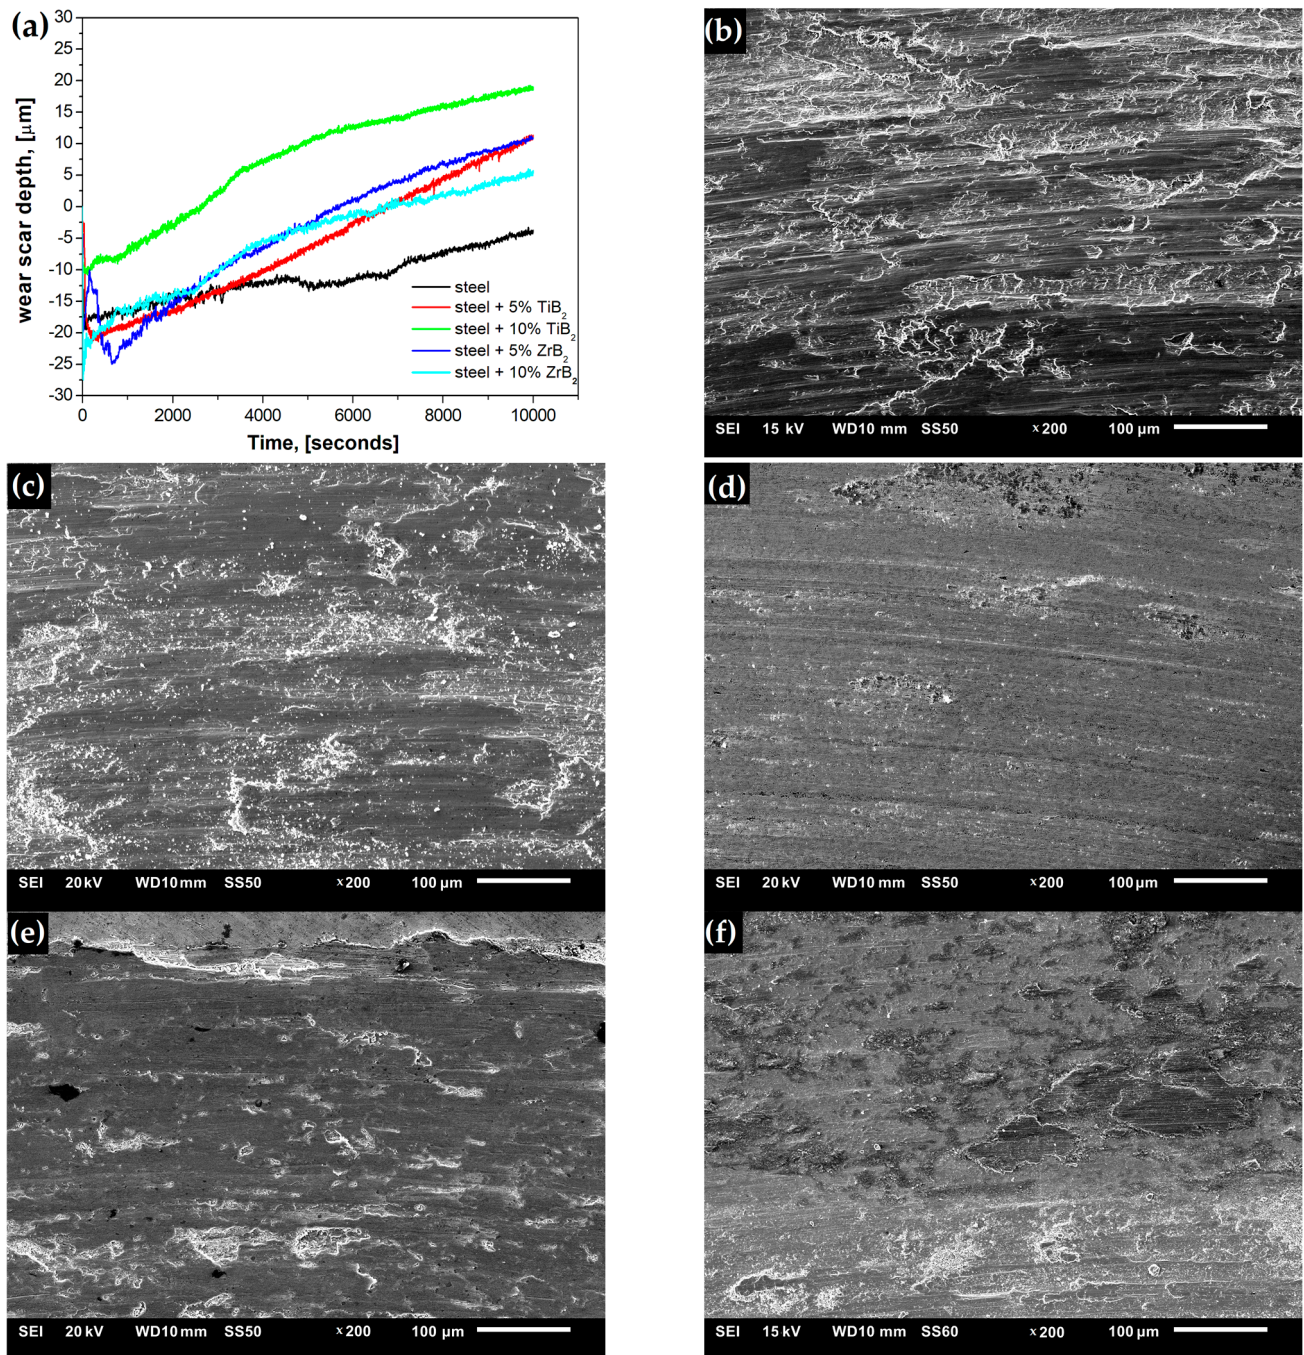 (a)
wear scar depth, [μm]
30
25
20
15
10
5
0
-5
-10
-15
-20
-25
-30
steel
steel + 5% TiB₂
steel + 10% TiB₂
steel + 5% ZrB₂
steel + 10% ZrB₂
0 2000 4000 6000 8000 10000
Time, [seconds]
(b)
SEI 15 kV WD10 mm SS50 x200 100 μm
(c)
SEI 20 kV WD10 mm SS50 x200 100 μm
(d)
SEI 20 kV WD10 mm SS50 x200 100 μm
(e)
SEI 20 kV WD10 mm SS50 x200 100 μm
(f)
SEI 15 kV WD10 mm SS60 x200 100 μm